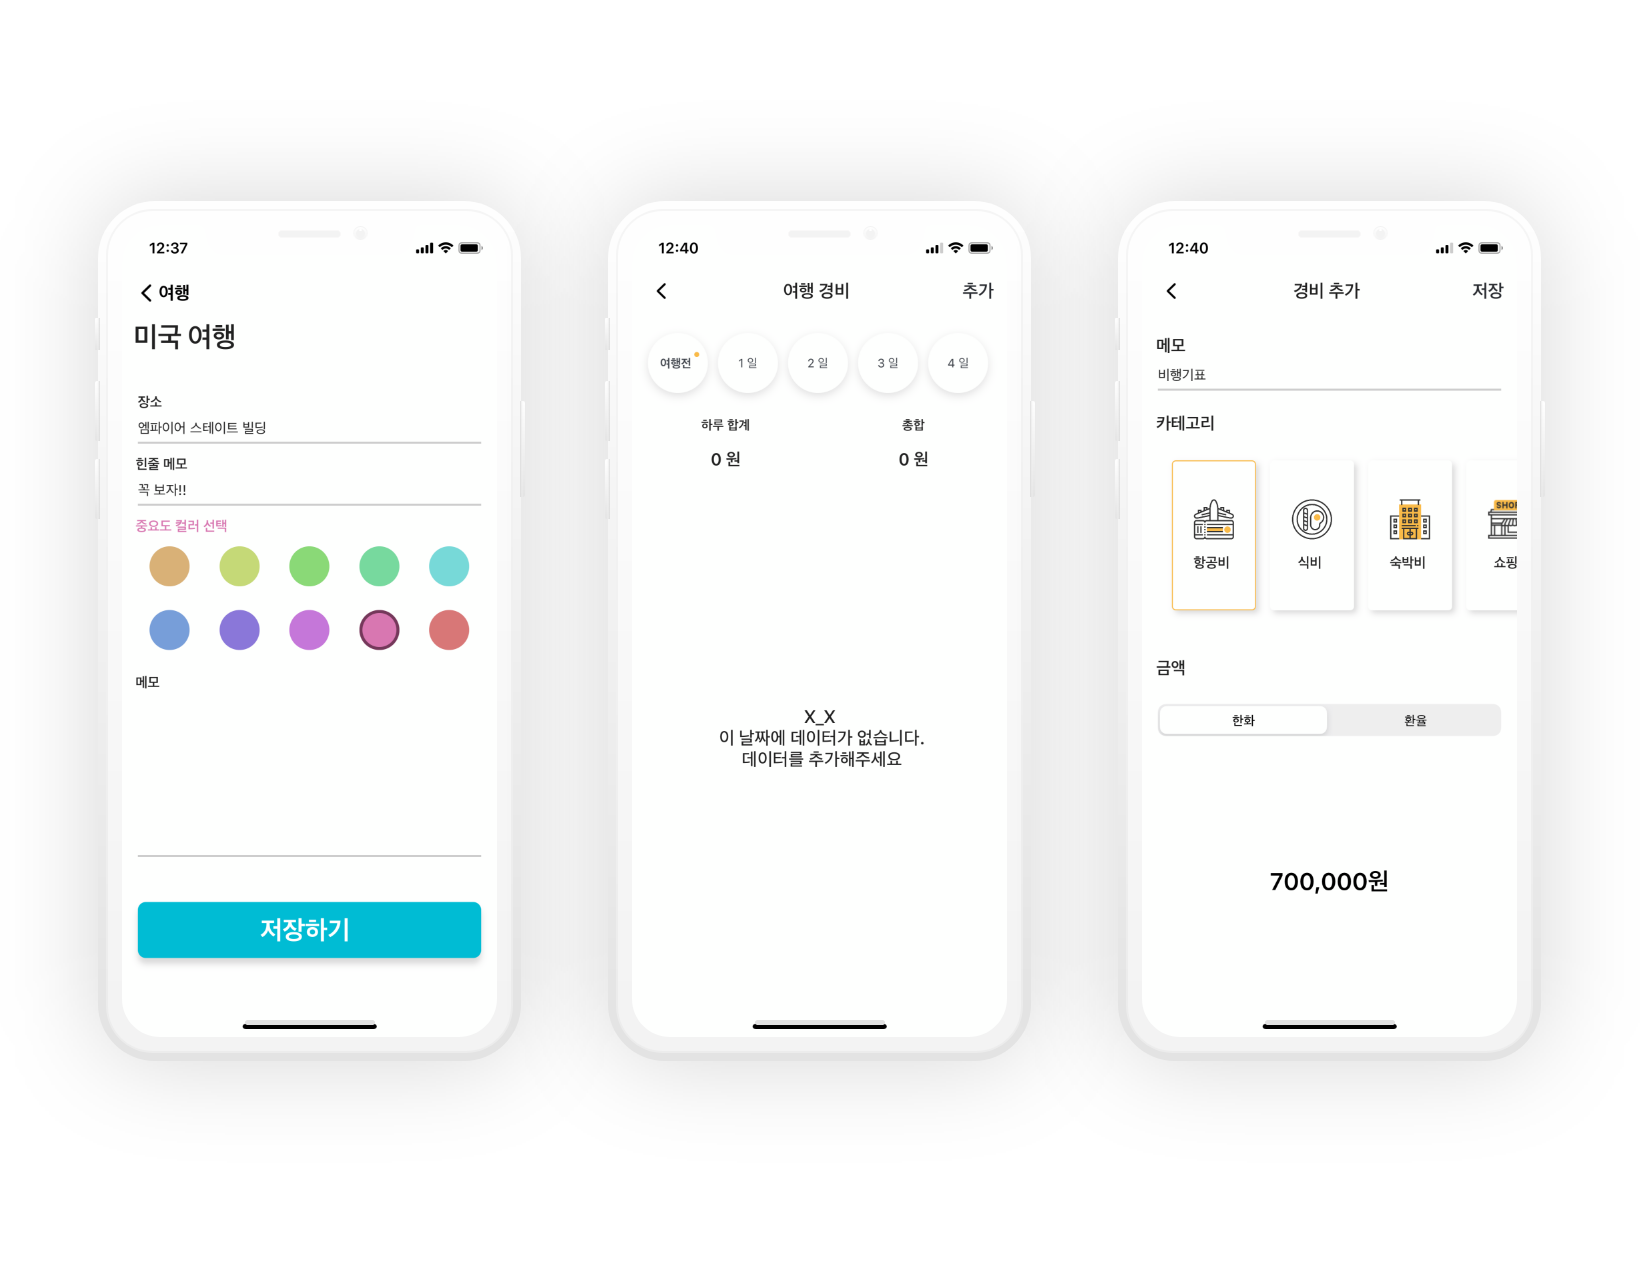 12:37
여행
미국 여행
장소
엠파이어 스테이트 빌딩
힌줄 메모
꼭 보자!!
중요도 컬러 선택
메모
저장하기
12:40
여행 경비
추가
여행전
1 일
2 일
3 일
4 일
하루 합계
총합
0 원
0 원
X_X
이 날짜에 데이터가 없습니다.
데이터를 추가해주세요
12:40
경비 추가
저장
메모
비행기표
카테고리
SHOP
항공비
식비
숙박비
쇼핑
금액
한화
환율
700,000원